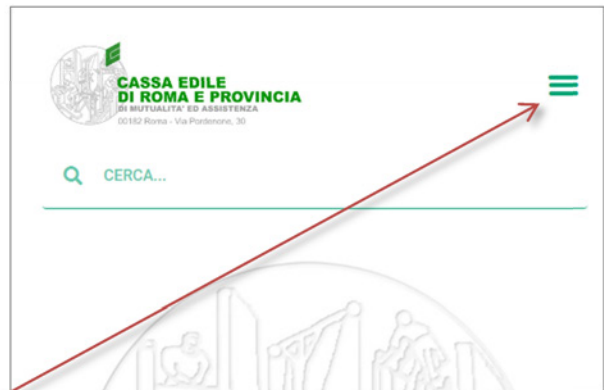 CASSA EDILE
DI ROMA E PROVINCIA
DI MUTUALITA' ED ASSISTENZA
00182 Roma - Via Pordenone, 30
CERCA...